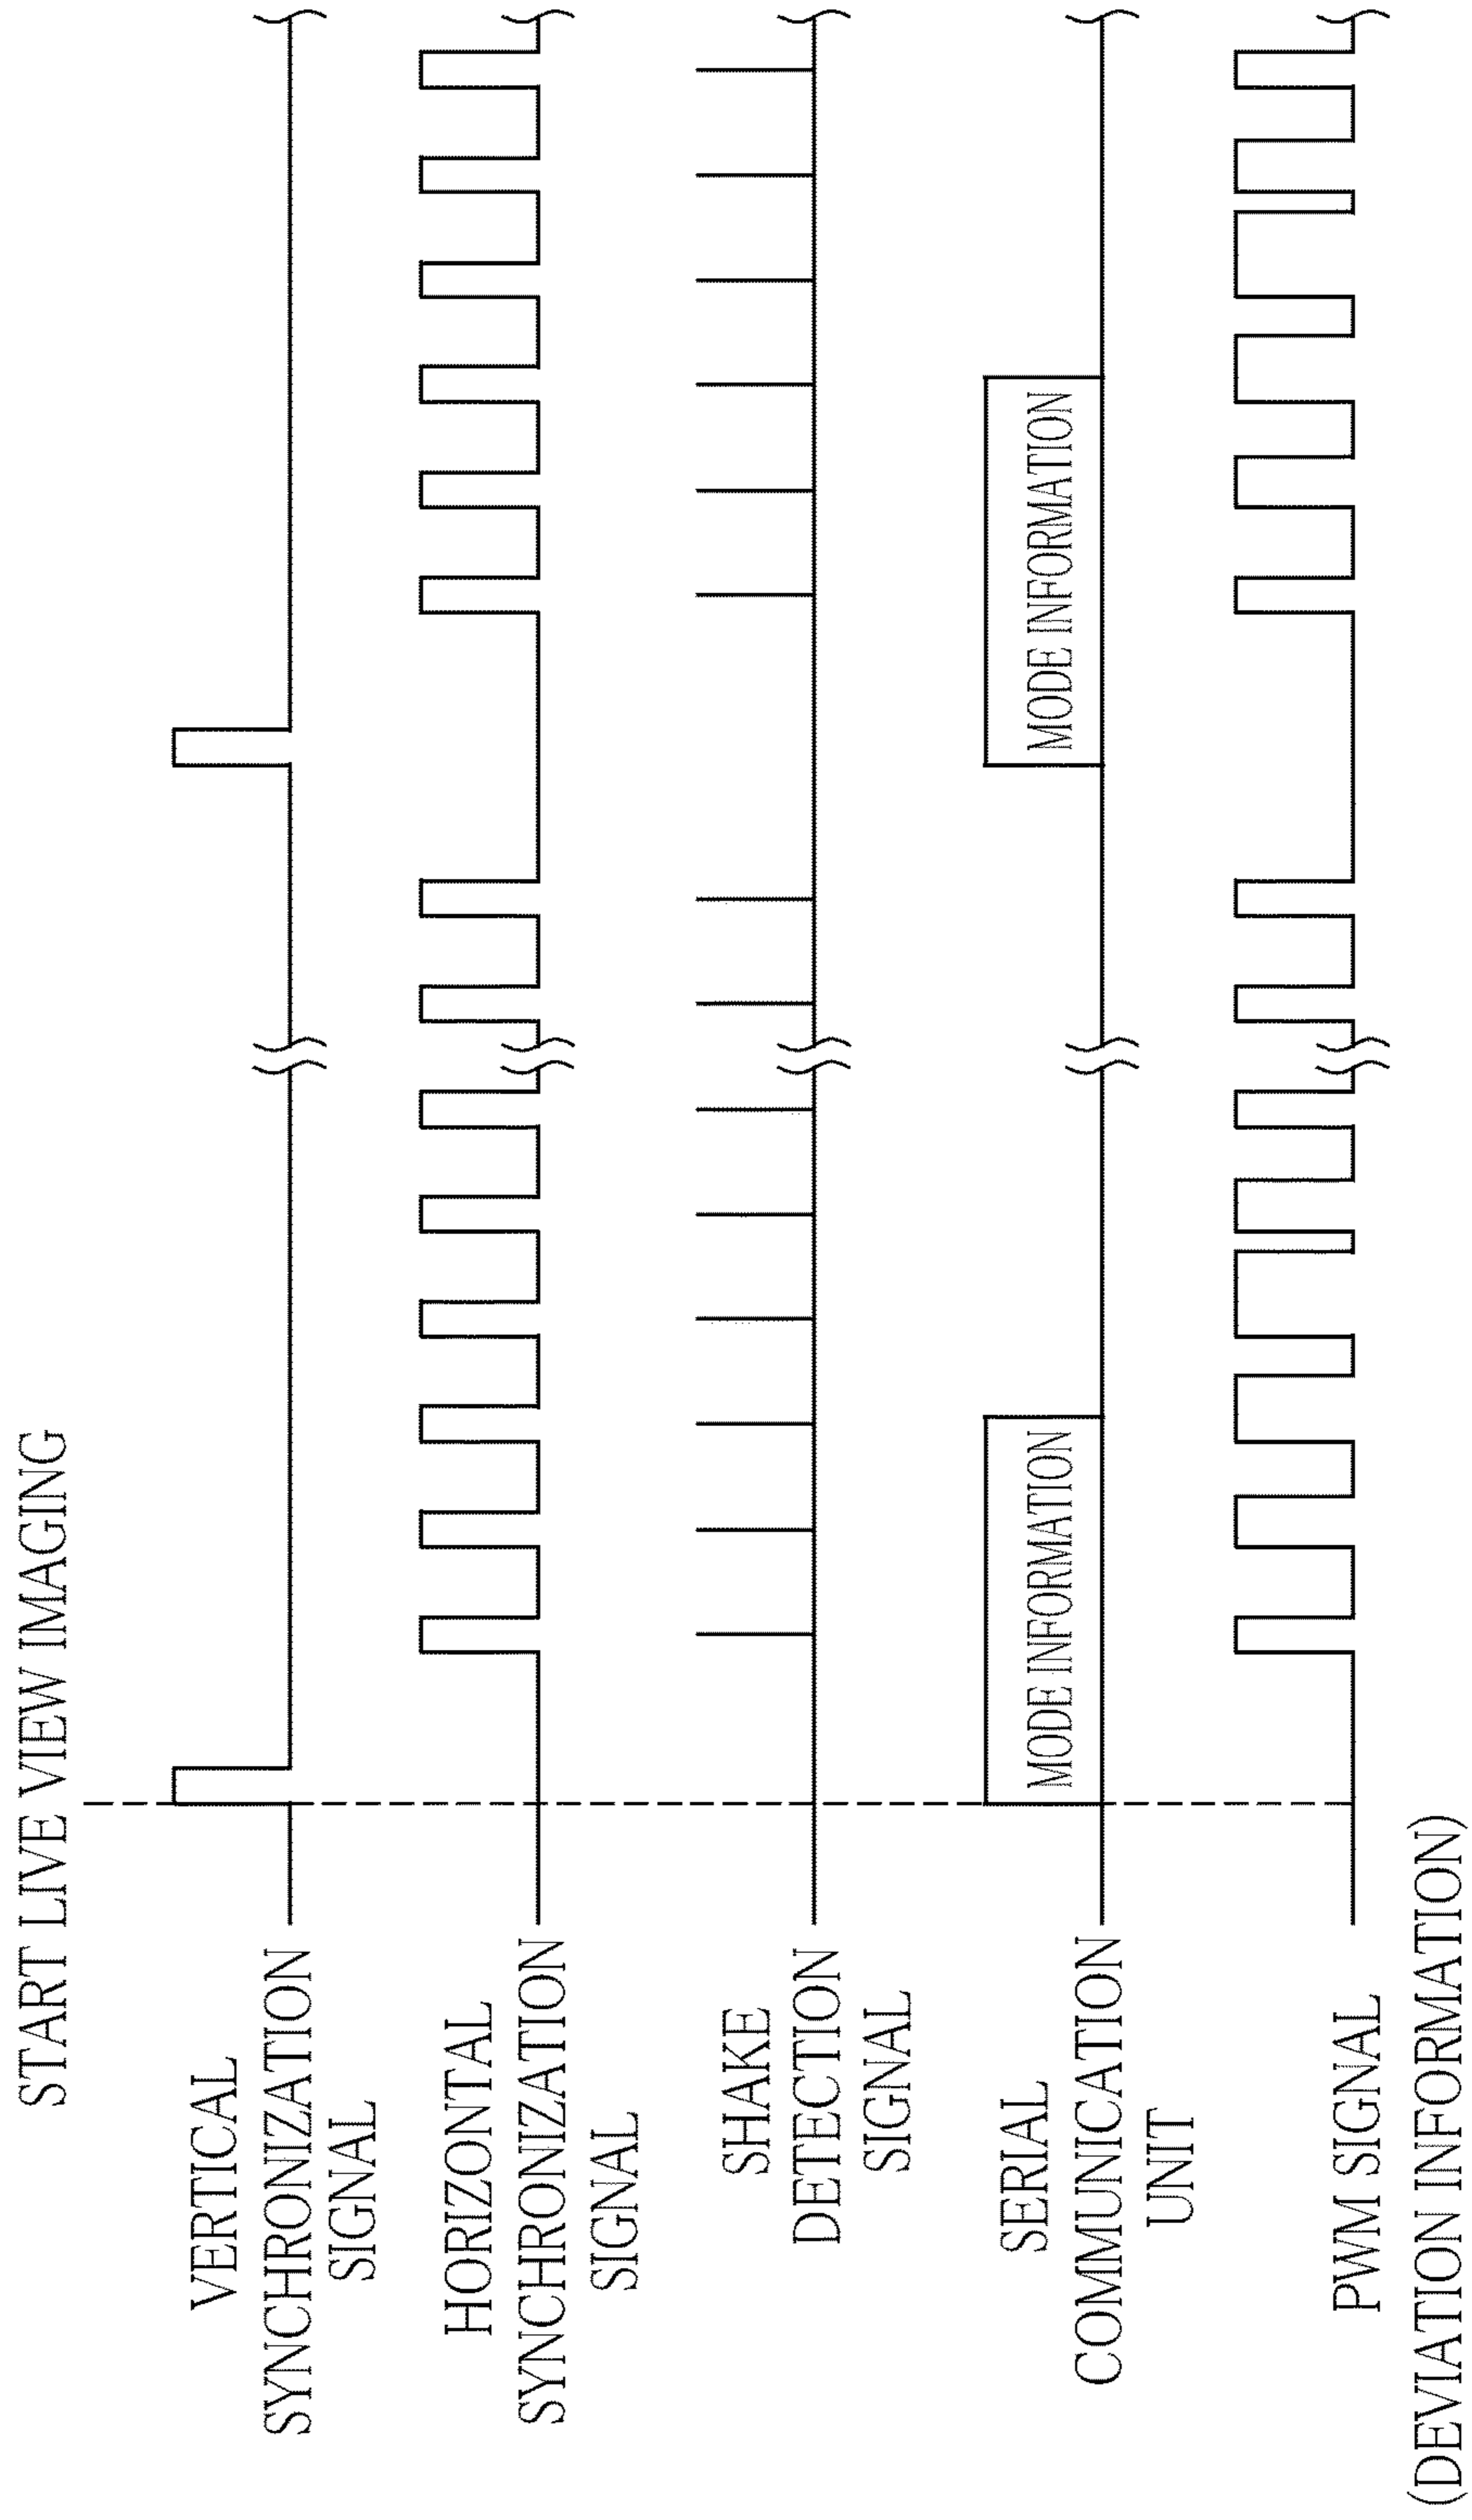 START LIVE VIEW IMAGING
VERTICAL
SYNCHRONIZATION
SIGNAL
HORIZONTAL
SYNCHRONIZATION
SIGNAL
SHAKE
DETECTION
SIGNAL
SERIAL
COMMUNICATION
UNIT
MODE INFORMATION
MODE INFORMATION
PWM SIGNAL
(DEVIATION INFORMATION)